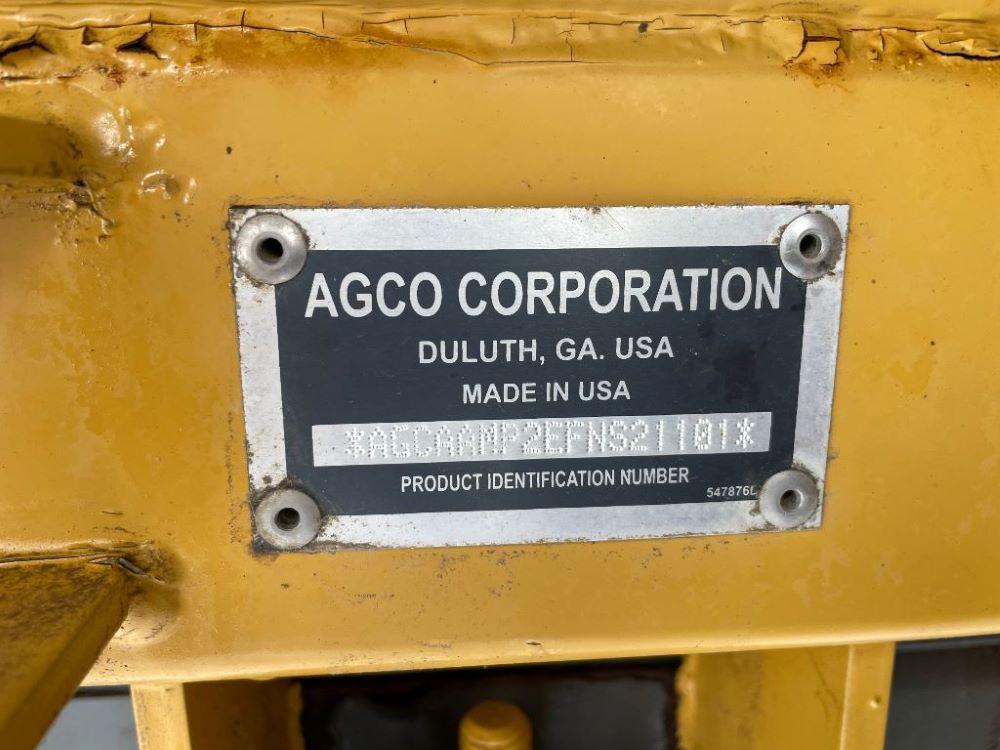 AGCO CORPORATION
DULUTH, GA. USA
MADE IN USA
*AGCAAMP2EFNS21101*
PRODUCT IDENTIFICATION NUMBER
547876L